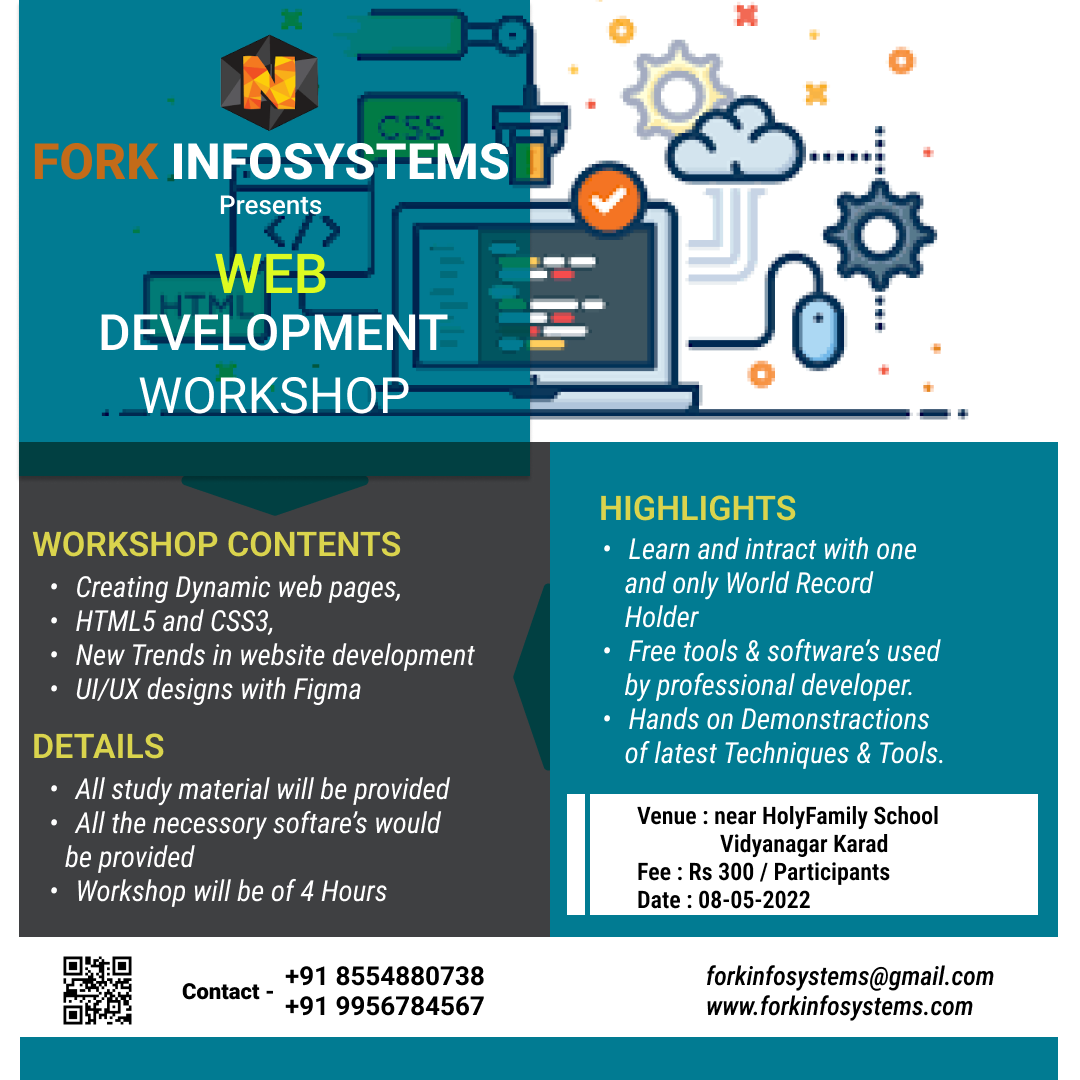 N
CSS
FORK INFOSYSTEMS
Presents
</>
WEB
HTML
DEVELOPMENT
WORKSHOP
WORKSHOP CONTENTS
• Creating Dynamic web pages,
• HTML5 and CSS3,
• New Trends in website development
• UI/UX designs with Figma
DETAILS
• All study material will be provided
• All the necessory softare's would
be provided
• Workshop will be of 4 Hours
HIGHLIGHTS
• Learn and intract with one
and only World Record
Holder
• Free tools & software's used
by professional developer.
• Hands on Demonstractions
of latest Techniques & Tools.
Venue : near HolyFamily School
Vidyanagar Karad
Fee : Rs 300 / Participants
Date : 08-05-2022
Contact - +91 8554880738
+91 9956784567
forkinfosystems@gmail.com
www.forkinfosystems.com